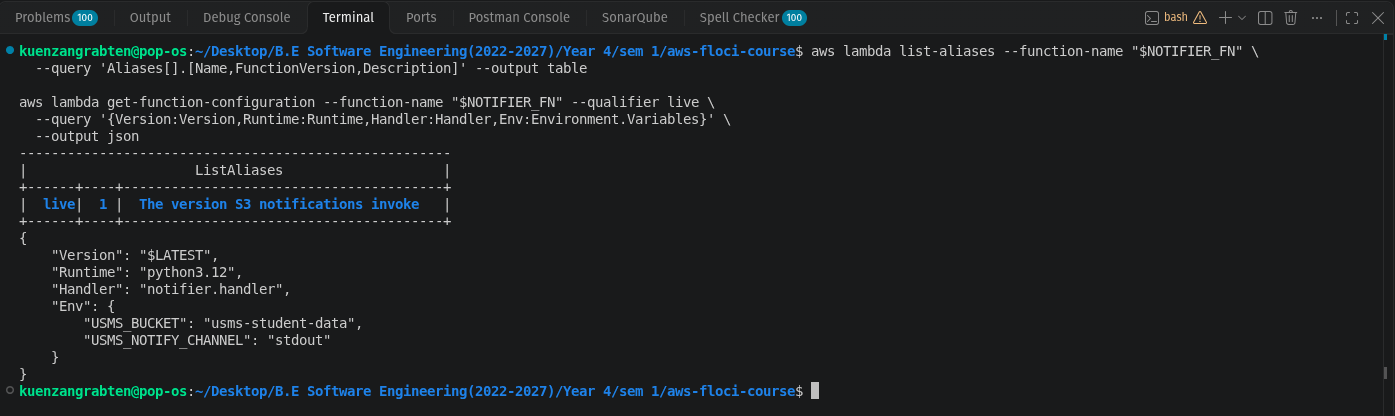 Problems 100 Output Debug Console Terminal Ports Postman Console SonarQube Spell Checker 100 bash
kuenzangrabten@pop-os:~/Desktop/B.E Software Engineering(2022-2027)/Year 4/sem 1/aws-floci-course$ aws lambda list-aliases --function-name "$NOTIFIER_FN" \
  --query 'Aliases[].[Name,FunctionVersion,Description]' --output table

aws lambda get-function-configuration --function-name "$NOTIFIER_FN" --qualifier live \
  --query '{Version:Version,Runtime:Runtime,Handler:Handler,Env:Environment.Variables}' \
  --output json
------------------------------------------------------
|                     ListAliases                    |
+------+----+----------------------------------------+
|  live|  1 |  The version S3 notifications invoke   |
+------+----+----------------------------------------+
{
    "Version": "$LATEST",
    "Runtime": "python3.12",
    "Handler": "notifier.handler",
    "Env": {
        "USMS_BUCKET": "usms-student-data",
        "USMS_NOTIFY_CHANNEL": "stdout"
    }
}
kuenzangrabten@pop-os:~/Desktop/B.E Software Engineering(2022-2027)/Year 4/sem 1/aws-floci-course$